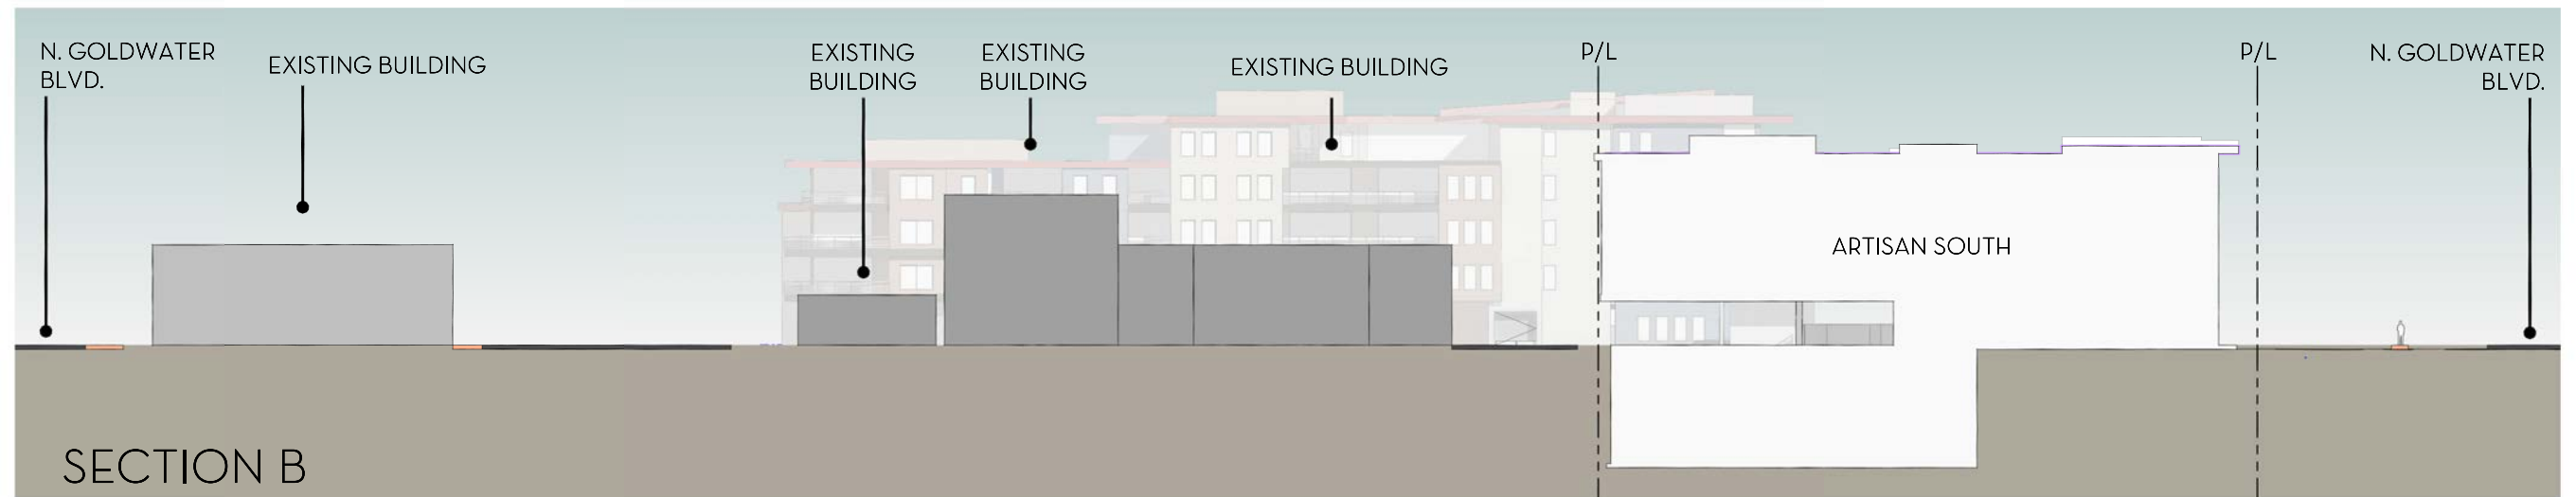 N. GOLDWATER
BLVD.
EXISTING BUILDING
EXISTING
BUILDING
EXISTING
BUILDING
EXISTING BUILDING
P/L
P/L
N. GOLDWATER
BLVD.
ARTISAN SOUTH
SECTION B